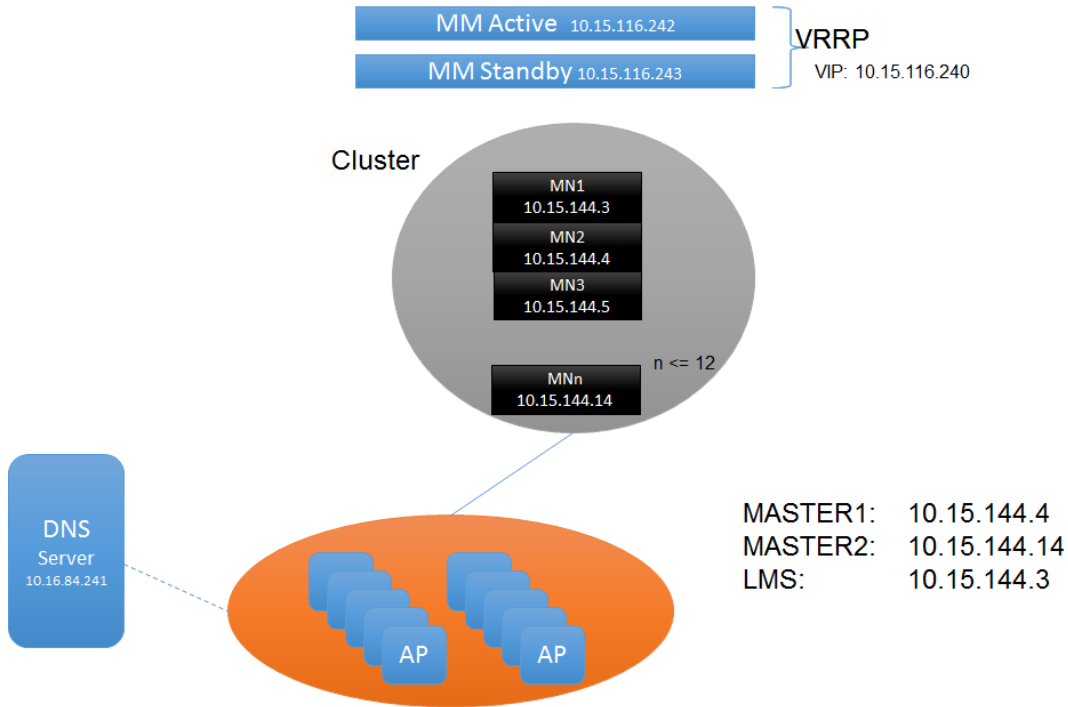 MM Active 10.15.116.242
MM Standby 10.15.116.243
VRRP
VIP: 10.15.116.240
Cluster
MN1
10.15.144.3
MN2
10.15.144.4
MN3
10.15.144.5
n <= 12
MNn
10.15.144.14
DNS
Server
10.16.84.241
AP
AP
MASTER1: 10.15.144.4
MASTER2: 10.15.144.14
LMS: 10.15.144.3